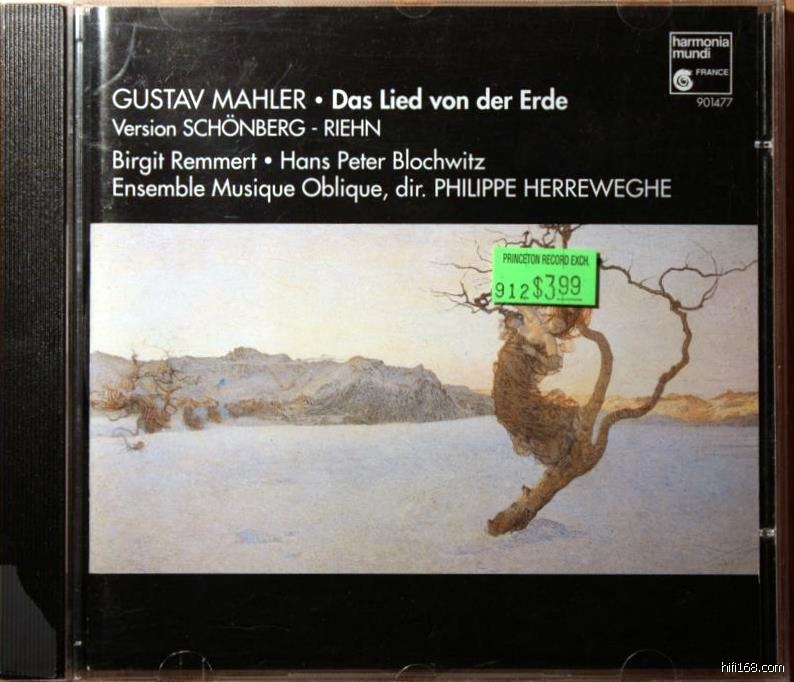 harmonia
mundi
FRANCE
901477
GUSTAV MAHLER • Das Lied von der Erde
Version SCHÖNBERG - RIEHN
Birgit Remmert • Hans Peter Blochwitz
Ensemble Musique Oblique, dir. PHILIPPE HERREWEGHE
PRINCETON RECORD EXCH.
912 $3.99
hifi168.com